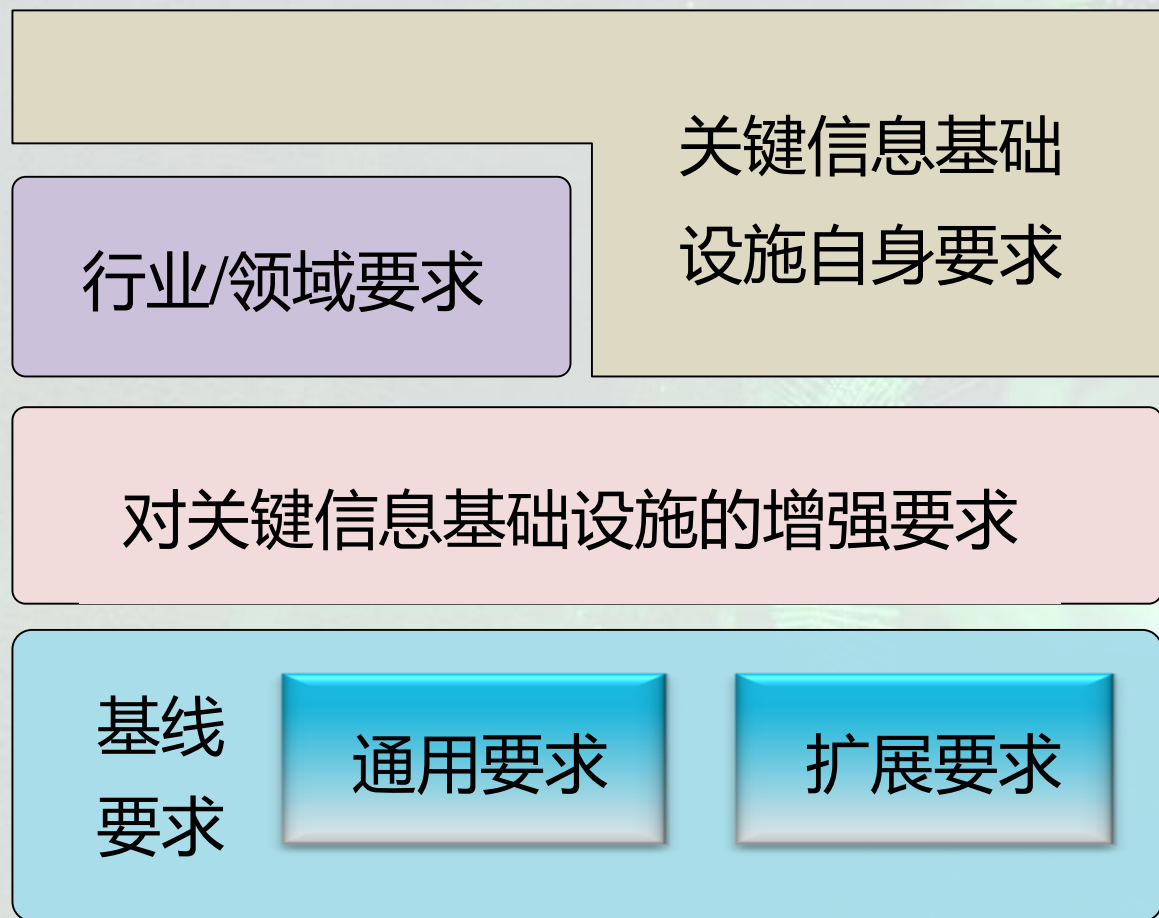 关键信息基础
设施自身要求
行业/领域要求
对关键信息基础设施的增强要求
基线
要求
通用要求
扩展要求